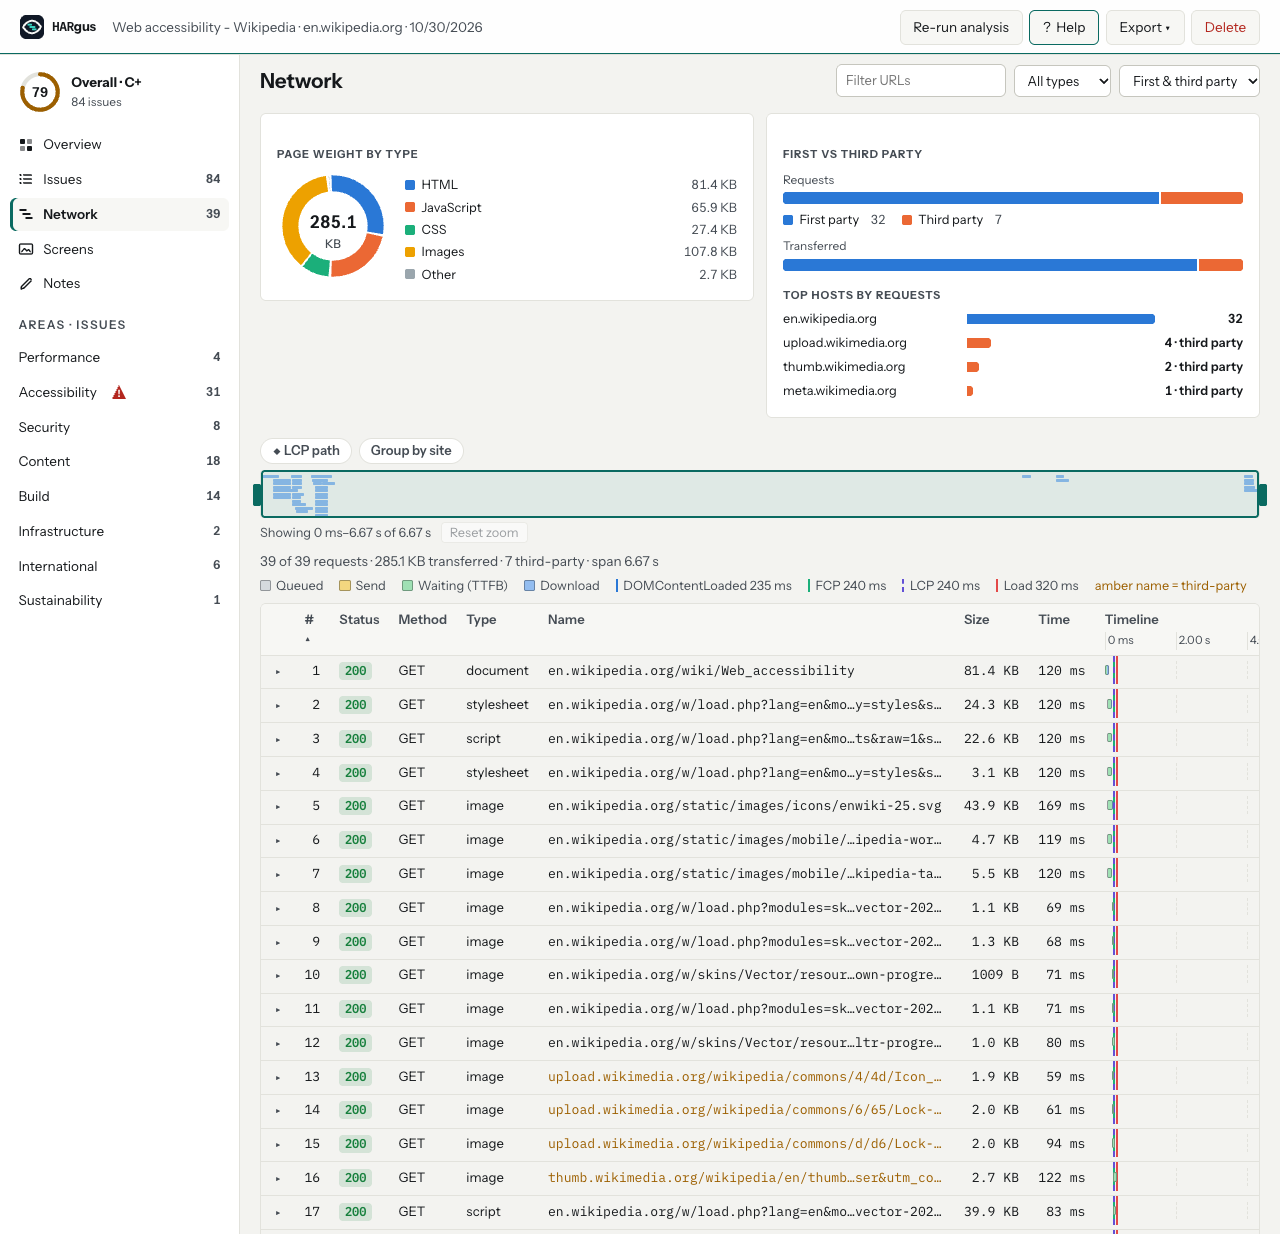 HARgus Web accessibility - Wikipedia · en.wikipedia.org · 10/30/2026 Re-run analysis ? Help Export ▾ Delete
79 Overall · C+
84 issues
Overview
Issues 84
Network 39
Screens
Notes
AREAS · ISSUES
Performance 4
Accessibility 31
Security 8
Content 18
Build 14
Infrastructure 2
International 6
Sustainability 1
Network Filter URLs All types First & third party
PAGE WEIGHT BY TYPE
285.1
KB
HTML 81.4 KB
JavaScript 65.9 KB
CSS 27.4 KB
Images 107.8 KB
Other 2.7 KB
FIRST VS THIRD PARTY
Requests
First party 32 Third party 7
Transferred
TOP HOSTS BY REQUESTS
en.wikipedia.org 32
upload.wikimedia.org 4 · third party
thumb.wikimedia.org 2 · third party
meta.wikimedia.org 1 · third party
◆ LCP path Group by site
Showing 0 ms–6.67 s of 6.67 s Reset zoom
39 of 39 requests · 285.1 KB transferred · 7 third-party · span 6.67 s
Queued Send Waiting (TTFB) Download DOMContentLoaded 235 ms FCP 240 ms LCP 240 ms Load 320 ms amber name = third-party
# ▴ Status Method Type Name Size Time Timeline
0 ms 2.00 s 4.
▸ 1 200 GET document en.wikipedia.org/wiki/Web_accessibility 81.4 KB 120 ms
▸ 2 200 GET stylesheet en.wikipedia.org/w/load.php?lang=en&mo…y=styles&s… 24.3 KB 120 ms
▸ 3 200 GET script en.wikipedia.org/w/load.php?lang=en&mo…ts&raw=1&s… 22.6 KB 120 ms
▸ 4 200 GET stylesheet en.wikipedia.org/w/load.php?lang=en&mo…y=styles&s… 3.1 KB 120 ms
▸ 5 200 GET image en.wikipedia.org/static/images/icons/enwiki-25.svg 43.9 KB 169 ms
▸ 6 200 GET image en.wikipedia.org/static/images/mobile/…ipedia-wor… 4.7 KB 119 ms
▸ 7 200 GET image en.wikipedia.org/static/images/mobile/…kipedia-ta… 5.5 KB 120 ms
▸ 8 200 GET image en.wikipedia.org/w/load.php?modules=sk…vector-202… 1.1 KB 69 ms
▸ 9 200 GET image en.wikipedia.org/w/load.php?modules=sk…vector-202… 1.3 KB 68 ms
▸ 10 200 GET image en.wikipedia.org/w/skins/Vector/resour…own-progre… 1009 B 71 ms
▸ 11 200 GET image en.wikipedia.org/w/load.php?modules=sk…vector-202… 1.1 KB 71 ms
▸ 12 200 GET image en.wikipedia.org/w/skins/Vector/resour…ltr-progre… 1.0 KB 80 ms
▸ 13 200 GET image upload.wikimedia.org/wikipedia/commons/4/4d/Icon_… 1.9 KB 59 ms
▸ 14 200 GET image upload.wikimedia.org/wikipedia/commons/6/65/Lock-… 2.0 KB 61 ms
▸ 15 200 GET image upload.wikimedia.org/wikipedia/commons/d/d6/Lock-… 2.0 KB 94 ms
▸ 16 200 GET image thumb.wikimedia.org/wikipedia/en/thumb…ser&utm_co… 2.7 KB 122 ms
▸ 17 200 GET script en.wikipedia.org/w/load.php?lang=en&mo…vector-202… 39.9 KB 83 ms